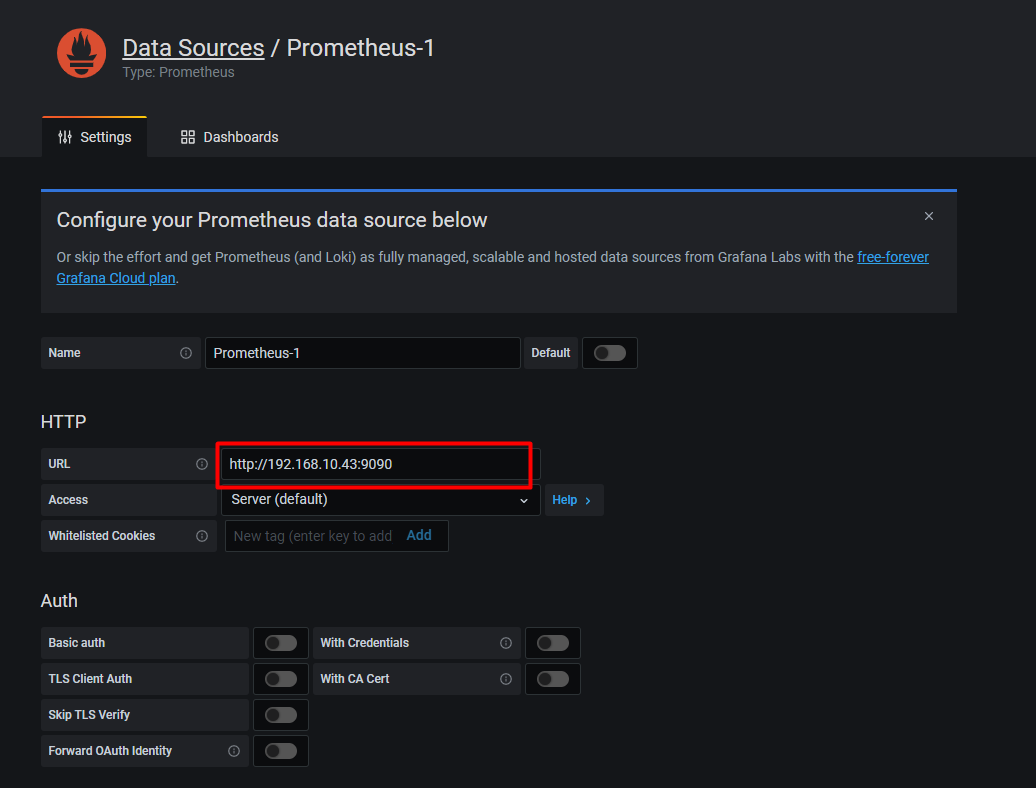 Data Sources / Prometheus-1
Type: Prometheus
Settings
Dashboards
Configure your Prometheus data source below
Or skip the effort and get Prometheus (and Loki) as fully managed, scalable and hosted data sources from Grafana Labs with the free-forever
Grafana Cloud plan.
Name
Prometheus-1
Default
HTTP
URL
http://192.168.10.43:9090
Access
Server (default)
Help
Whitelisted Cookies
New tag (enter key to add
Add
Auth
Basic auth
With Credentials
TLS Client Auth
With CA Cert
Skip TLS Verify
Forward OAuth Identity